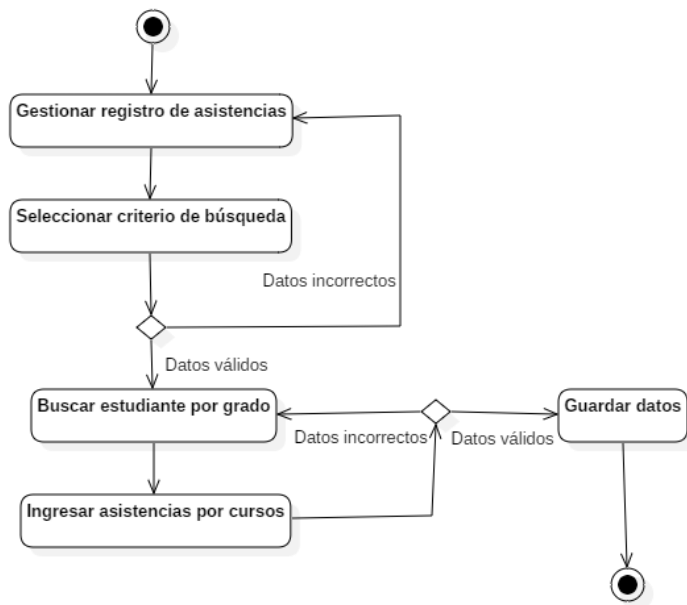 Gestionar registro de asistencias
Seleccionar criterio de búsqueda
Datos incorrectos
Datos válidos
Buscar estudiante por grado
Guardar datos
Datos incorrectos
Datos válidos
Ingresar asistencias por cursos